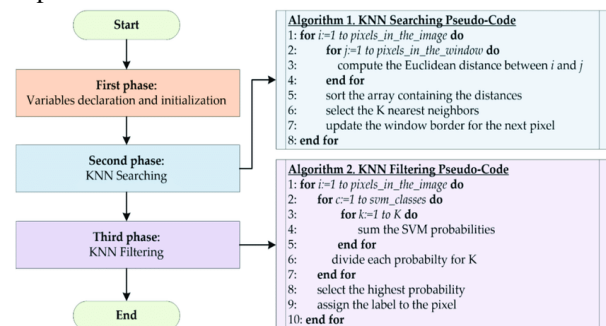 Start
First phase:
Variables declaration and initialization
Second phase:
KNN Searching
Third phase:
KNN Filtering
End
Algorithm 1. KNN Searching Pseudo-Code
1: for i:=1 to pixels_in_the_image do
2: for j:=1 to pixels_in_the_window do
3: compute the Euclidean distance between i and j
4: end for
5: sort the array containing the distances
6: select the K nearest neighbors
7: update the window border for the next pixel
8: end for
Algorithm 2. KNN Filtering Pseudo-Code
1: for i:=1 to pixels_in_the_image do
2: for c:=1 to svm_classes do
3: for k:=1 to K do
4: sum the SVM probabilities
5: end for
6: divide each probabilty for K
7: end for
8: select the highest probability
9: assign the label to the pixel
10: end for